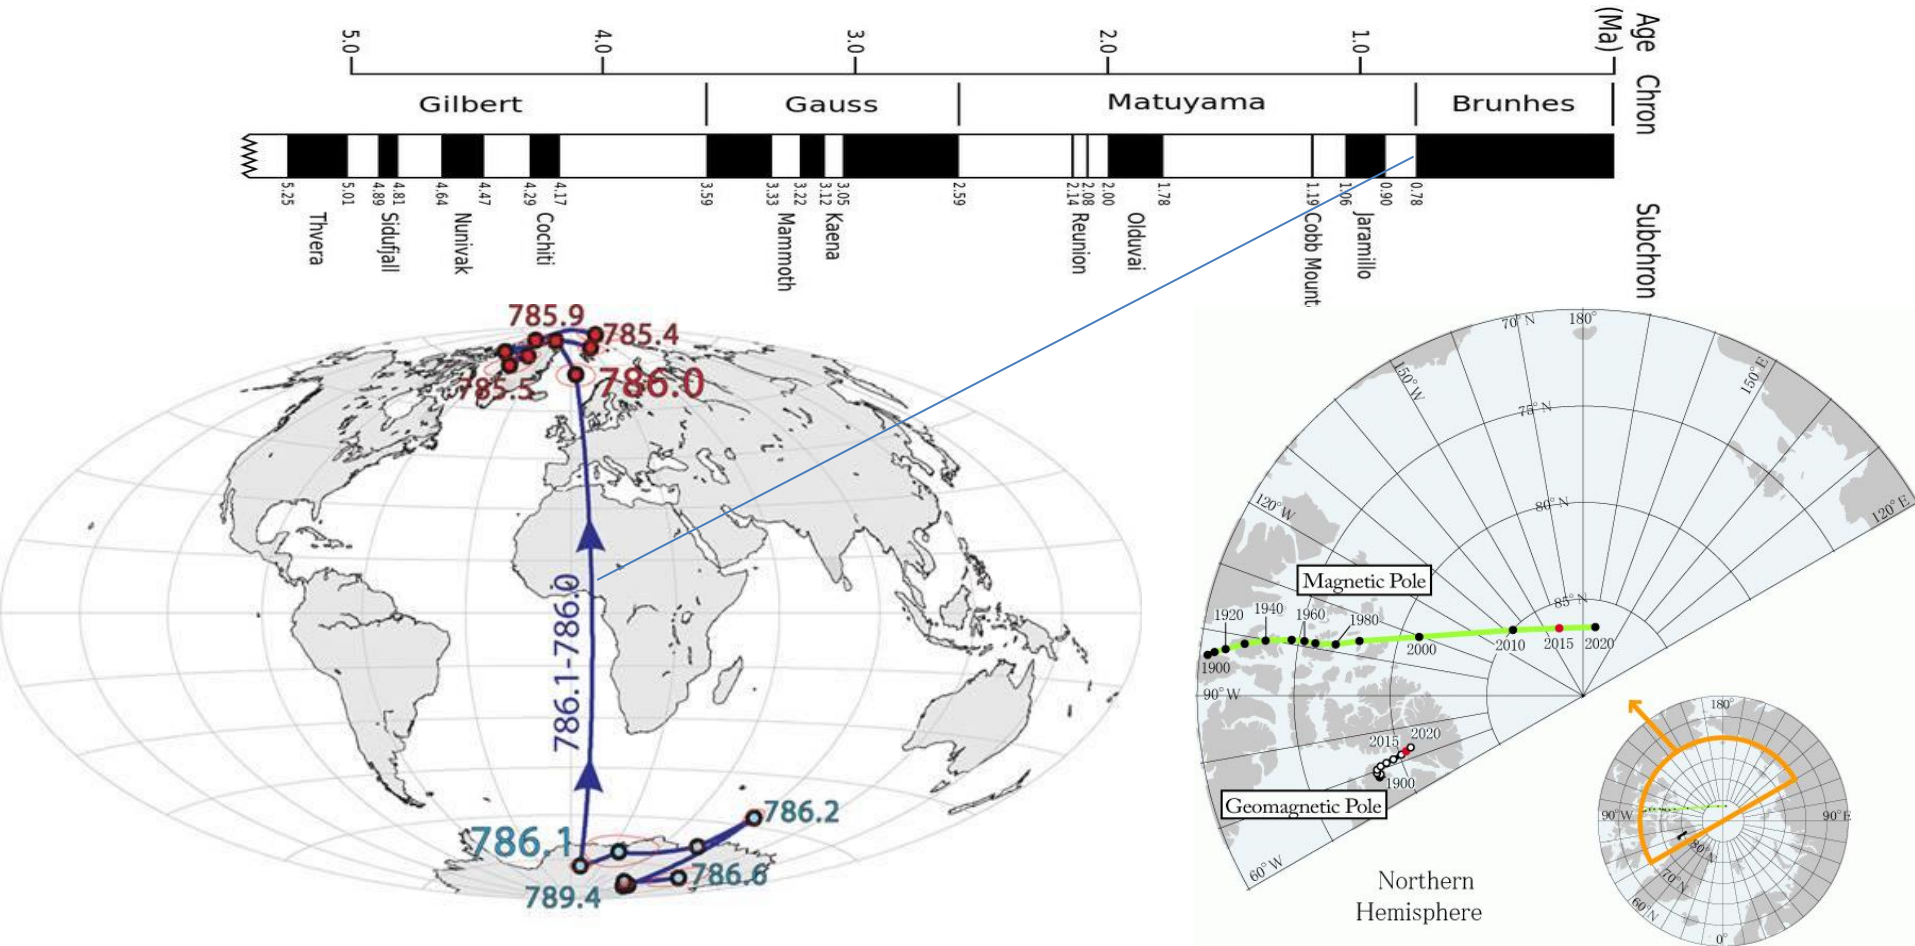 Age
(Ma)
5.0
4.0
3.0
2.0
1.0
Chron
Gilbert
Gauss
Matuyama
Brunhes
5.25
5.01
4.89
4.81
4.64
4.47
4.29
4.17
3.59
3.33
3.22
3.12
3.05
2.59
2.14
2.08
2.00
1.78
1.19
1.06
0.90
0.78
Subchron
Thvera
Sidufjall
Nunivak
Cochiti
Mammoth
Kaena
Reunion
Olduvai
Cobb Mount
Jaramillo
785.9
785.4
785.5
786.0
786.1-786.0
786.1
786.2
786.6
789.4
70° N
180°
150° W
150° E
75° N
120° W
80° N
120° E
Magnetic Pole
85° N
1920
1940
1960
1980
1900
2000
2010
2015
2020
90° W
2015
2020
1900
Geomagnetic Pole
60° W
Northern
Hemisphere
180°
90°W
90°E
80°N
70°N
60°N
0°